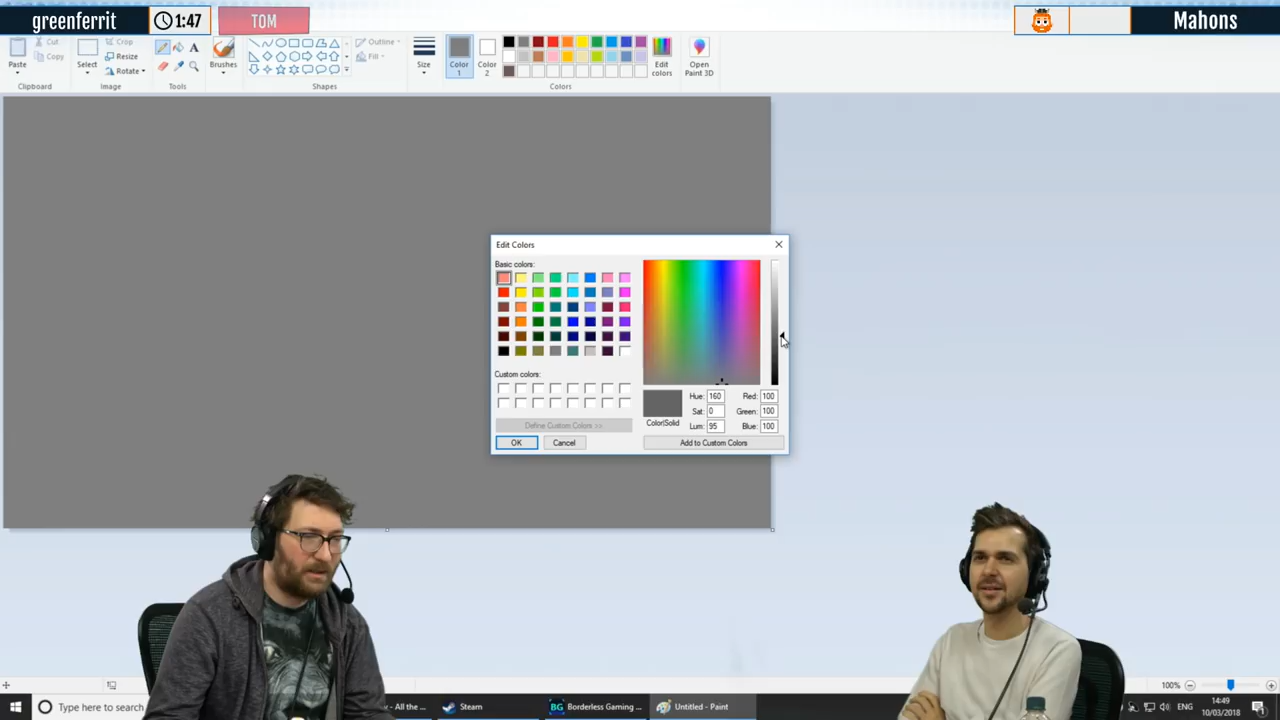 greenferrit
1:47
TOM
Mahons
Paste
Cut
Copy
Clipboard
Select
Crop
Resize
Rotate
Image
A
Tools
Brushes
Outline
Fill
Shapes
Size
Color
1
Color
2
Edit
colors
Open
Paint 3D
Colors
Edit Colors
Basic colors:
Custom colors:
Define Custom Colors >>
OK
Cancel
Color|Solid
Hue: 160
Sat: 0
Lum: 95
Red: 100
Green: 100
Blue: 100
Add to Custom Colors
100%
Type here to search
- All the ...
Steam
BG
Borderless Gaming ...
Untitled - Paint
ENG
14:49
10/03/2018